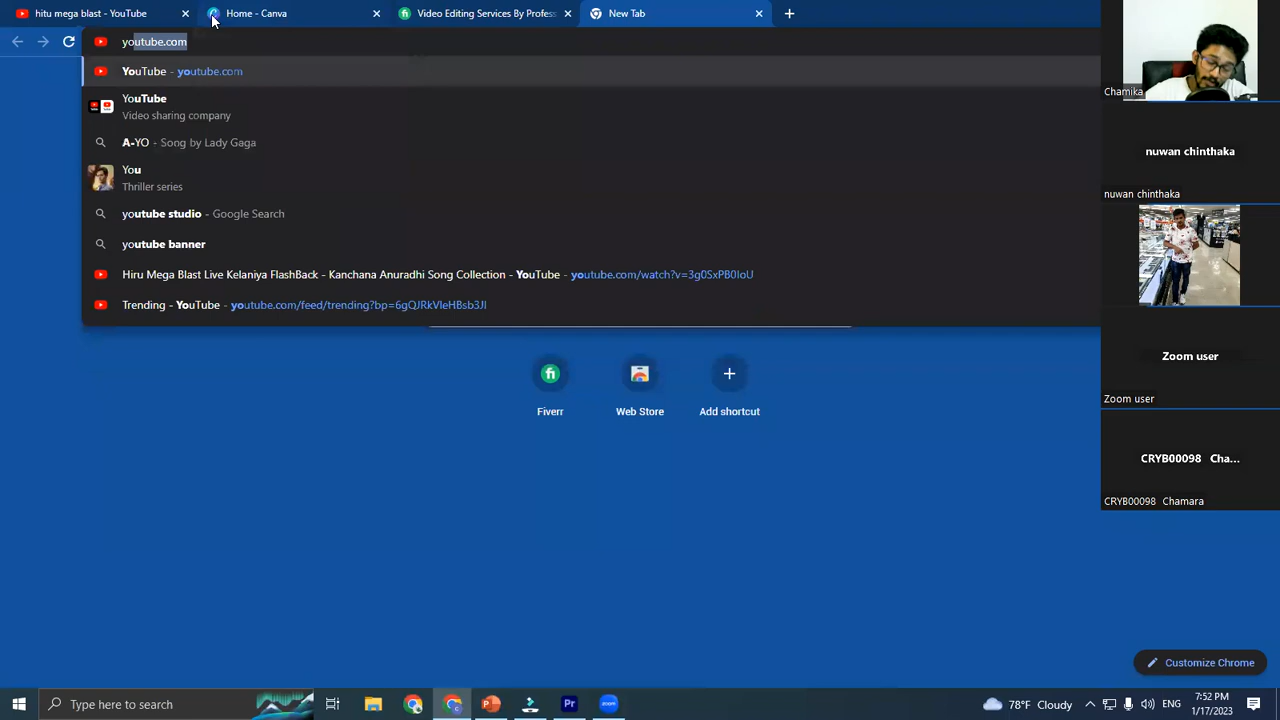 hitu mega blast - YouTube
Home - Canva
Video Editing Services By Profess
New Tab
youtube.com
YouTube - youtube.com
YouTube
Video sharing company
A-YO - Song by Lady Gaga
You
Thriller series
youtube studio - Google Search
youtube banner
Hiru Mega Blast Live Kelaniya FlashBack - Kanchana Anuradhi Song Collection - YouTube - youtube.com/watch?v=3g0SxPB0IoU
Trending - YouTube - youtube.com/feed/trending?bp=6gQJRkVleHBsb3Jl
Fiverr
Web Store
Add shortcut
Customize Chrome
Chamika
nuwan chinthaka
nuwan chinthaka
Zoom user
Zoom user
CRYB00098 Cha...
CRYB00098 Chamara
Type here to search
Pr
zoom
78°F Cloudy
ENG
7:52 PM
1/17/2023